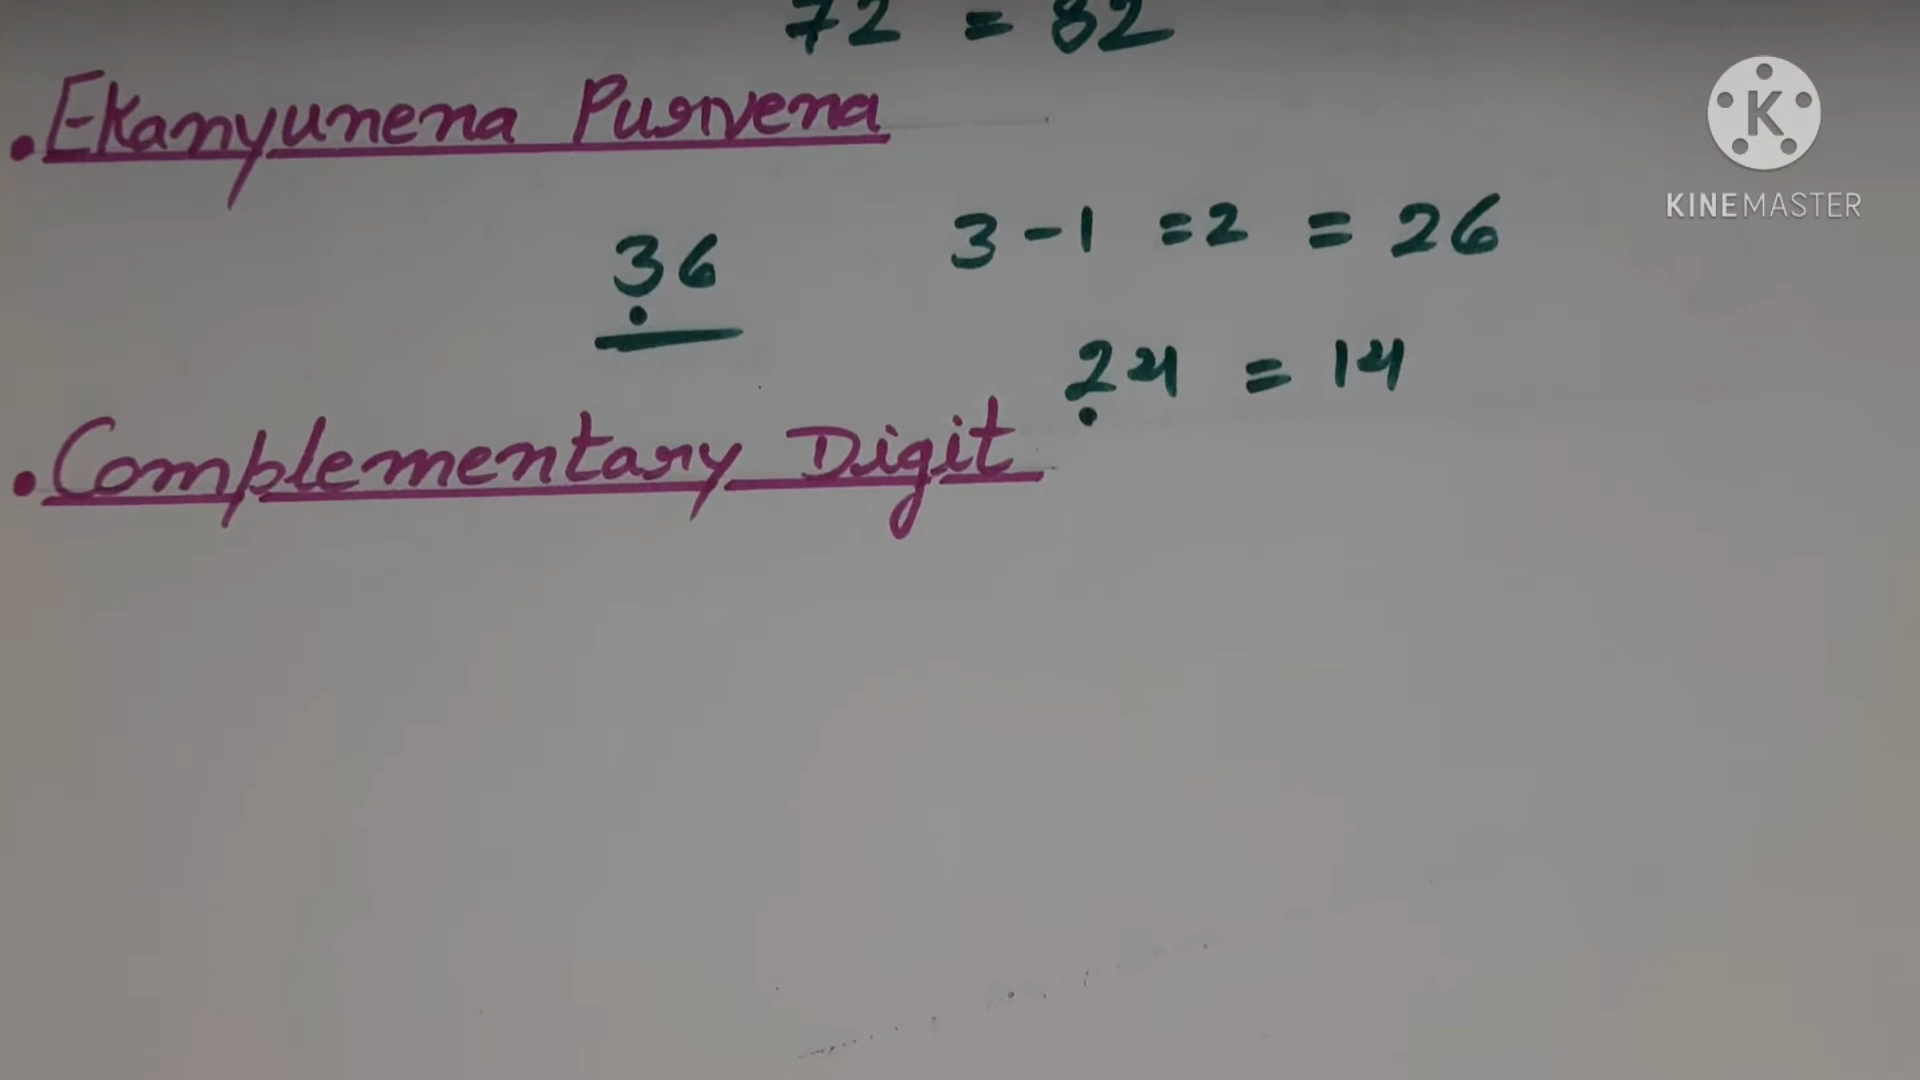 72 = 82
• Ekanyunena Purvena
36
3-1 =2 = 26
24 = 14
• Complementary Digit
K
KINEMASTER